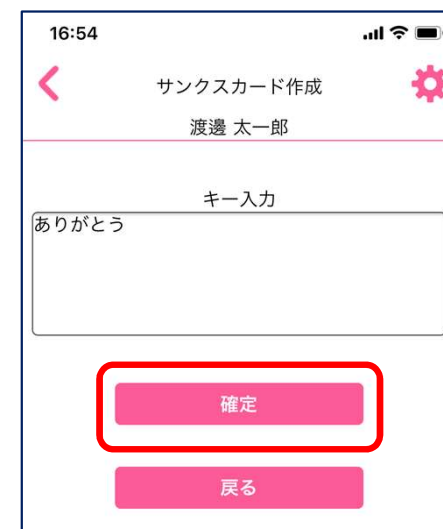 16:54
サンクスカード作成
渡邊 太一郎
キー入力
ありがとう
確定
戻る